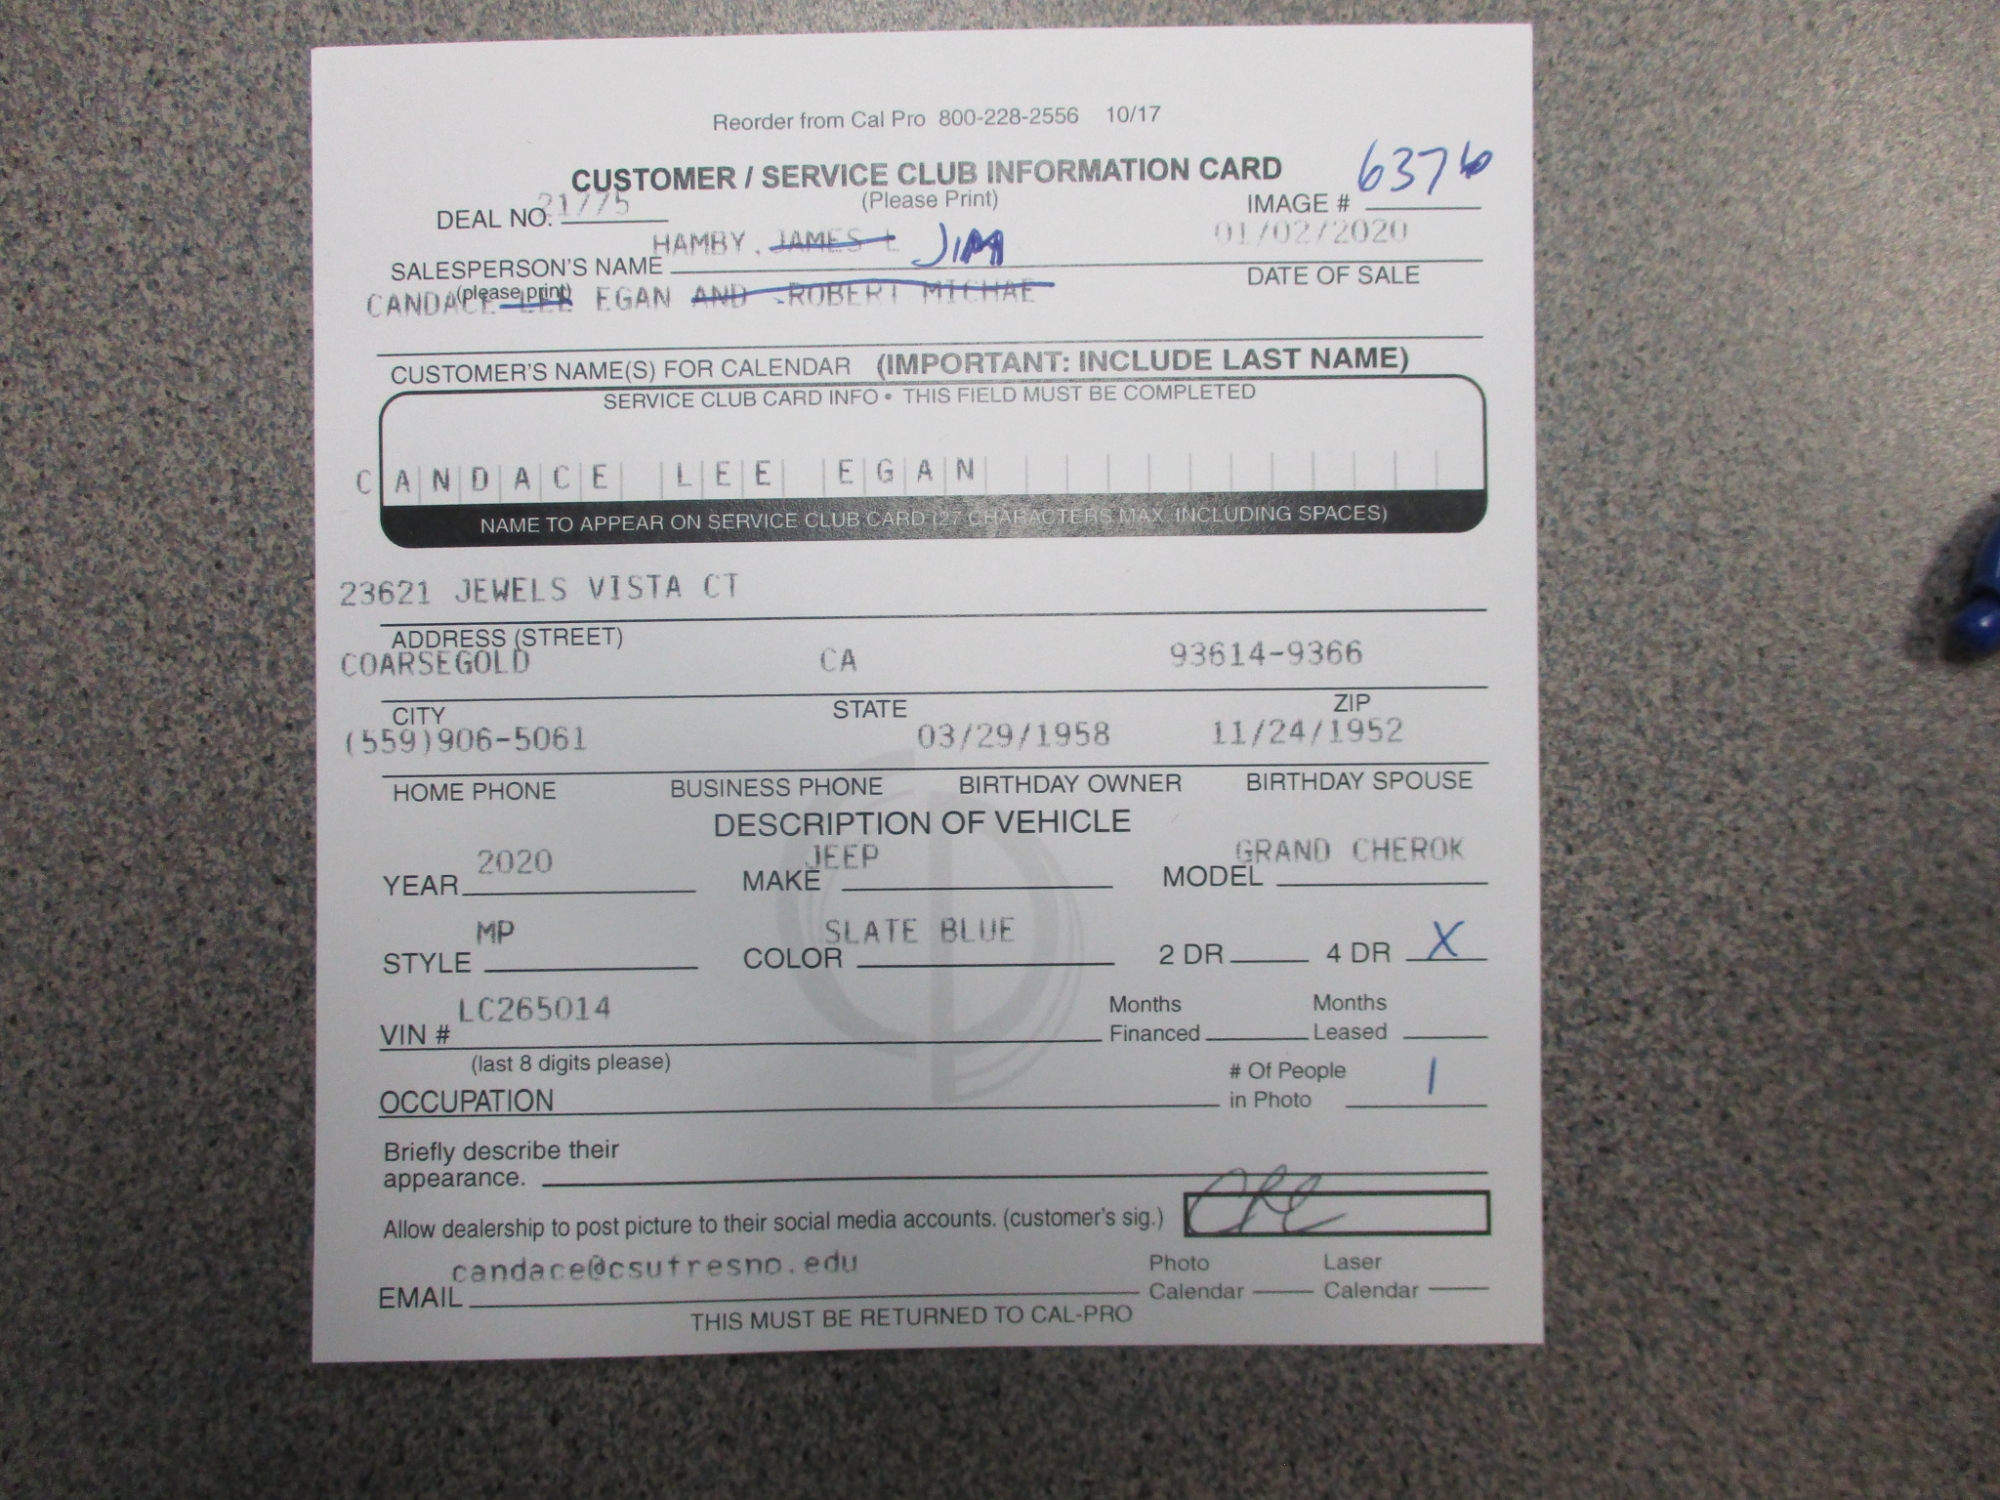 Reorder from Cal Pro 800-228-2556 10/17
CUSTOMER / SERVICE CLUB INFORMATION CARD
(Please Print)
DEAL NO. 21775
IMAGE # 6376
SALESPERSON'S NAME HAMBY, JAMES L JIM
(please print)
01/02/2020
DATE OF SALE
CANDACE LEE EGAN AND ROBERT MICHAE
CUSTOMER'S NAME(S) FOR CALENDAR (IMPORTANT: INCLUDE LAST NAME)
SERVICE CLUB CARD INFO • THIS FIELD MUST BE COMPLETED
CANDACE LEE EGAN
NAME TO APPEAR ON SERVICE CLUB CARD (27 CHARACTERS MAX. INCLUDING SPACES)
23621 JEWELS VISTA CT
ADDRESS (STREET)
COARSEGOLD CA 93614-9366
CITY STATE ZIP
(559)906-5061 03/29/1958 11/24/1952
HOME PHONE BUSINESS PHONE BIRTHDAY OWNER BIRTHDAY SPOUSE
DESCRIPTION OF VEHICLE
YEAR 2020 MAKE JEEP MODEL GRAND CHEROK
STYLE MP COLOR SLATE BLUE 2 DR 4 DR X
VIN # LC265014 Months Financed Months Leased
(last 8 digits please)
OCCUPATION # Of People in Photo 1
Briefly describe their
appearance.
Allow dealership to post picture to their social media accounts. (customer's sig.)
EMAIL candace@csufresno.edu Photo Calendar Laser Calendar
THIS MUST BE RETURNED TO CAL-PRO